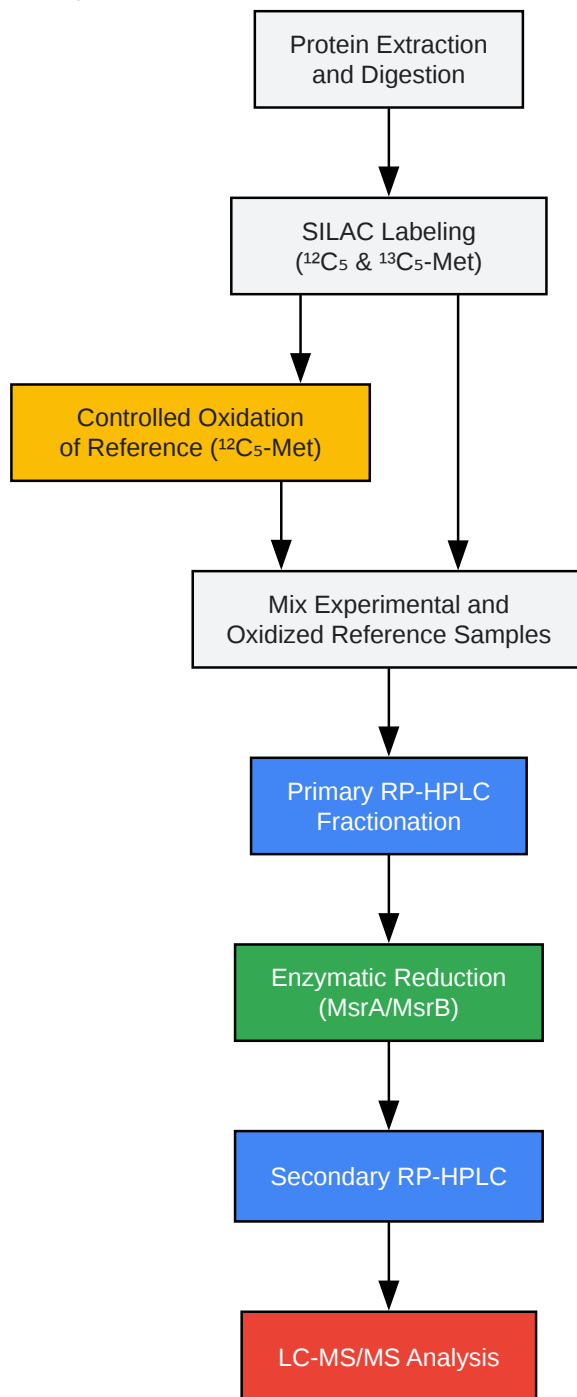 Protein Extraction
and Digestion
SILAC Labeling
(¹²C₅ & ¹³C₅-Met)
Controlled Oxidation
of Reference (¹²C₅-Met)
Mix Experimental and
Oxidized Reference Samples
Primary RP-HPLC
Fractionation
Enzymatic Reduction
(MsrA/MsrB)
Secondary RP-HPLC
LC-MS/MS Analysis